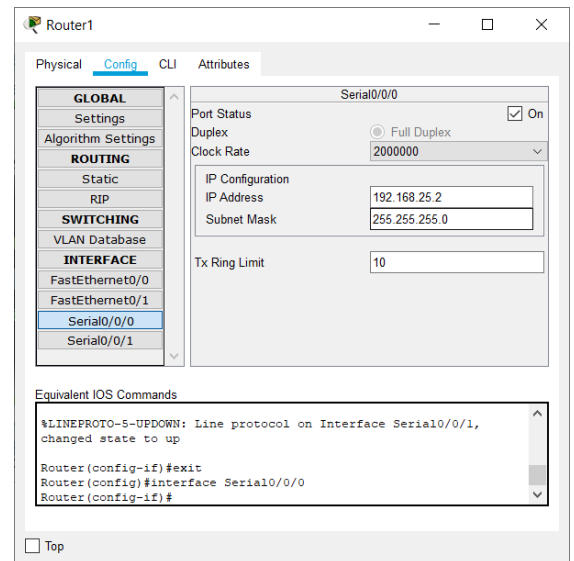 Router1
Physical Config CLI Attributes
GLOBAL
Settings
Algorithm Settings
ROUTING
Static
RIP
SWITCHING
VLAN Database
INTERFACE
FastEthernet0/0
FastEthernet0/1
Serial0/0/0
Serial0/0/1
Serial0/0/0
Port Status On
Duplex Full Duplex
Clock Rate 2000000
IP Configuration
IP Address 192.168.25.2
Subnet Mask 255.255.255.0
Tx Ring Limit 10
Equivalent IOS Commands
%LINEPROTO-5-UPDOWN: Line protocol on Interface Serial0/0/1,
changed state to up
Router(config-if)#exit
Router(config)#interface Serial0/0/0
Router(config-if)#
Top